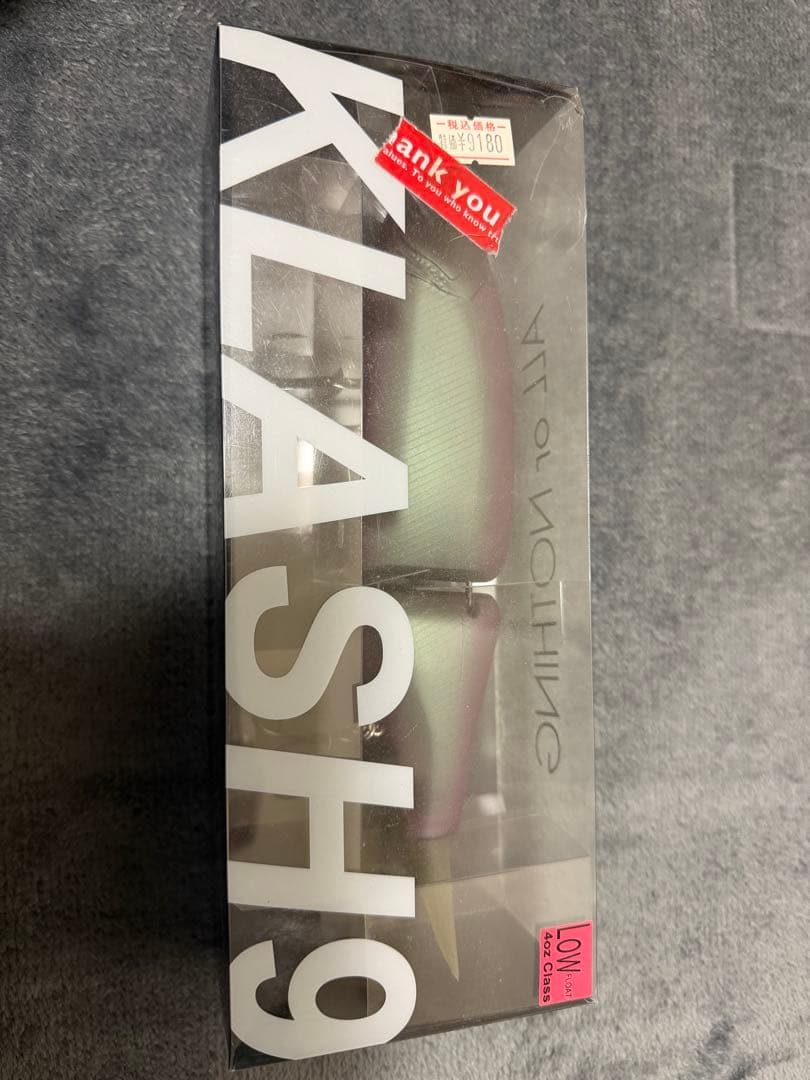 KLASH9
税込価格
特価¥9180
ank you
alues. To you who know t
ALL or NOTHING
LOW FLOAT
4oz Class